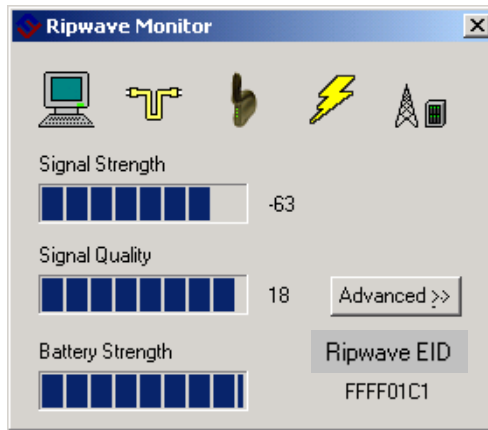 Ripwave Monitor
Signal Strength
-63
Signal Quality
18
Advanced >>
Battery Strength
Ripwave EID
FFFF01C1